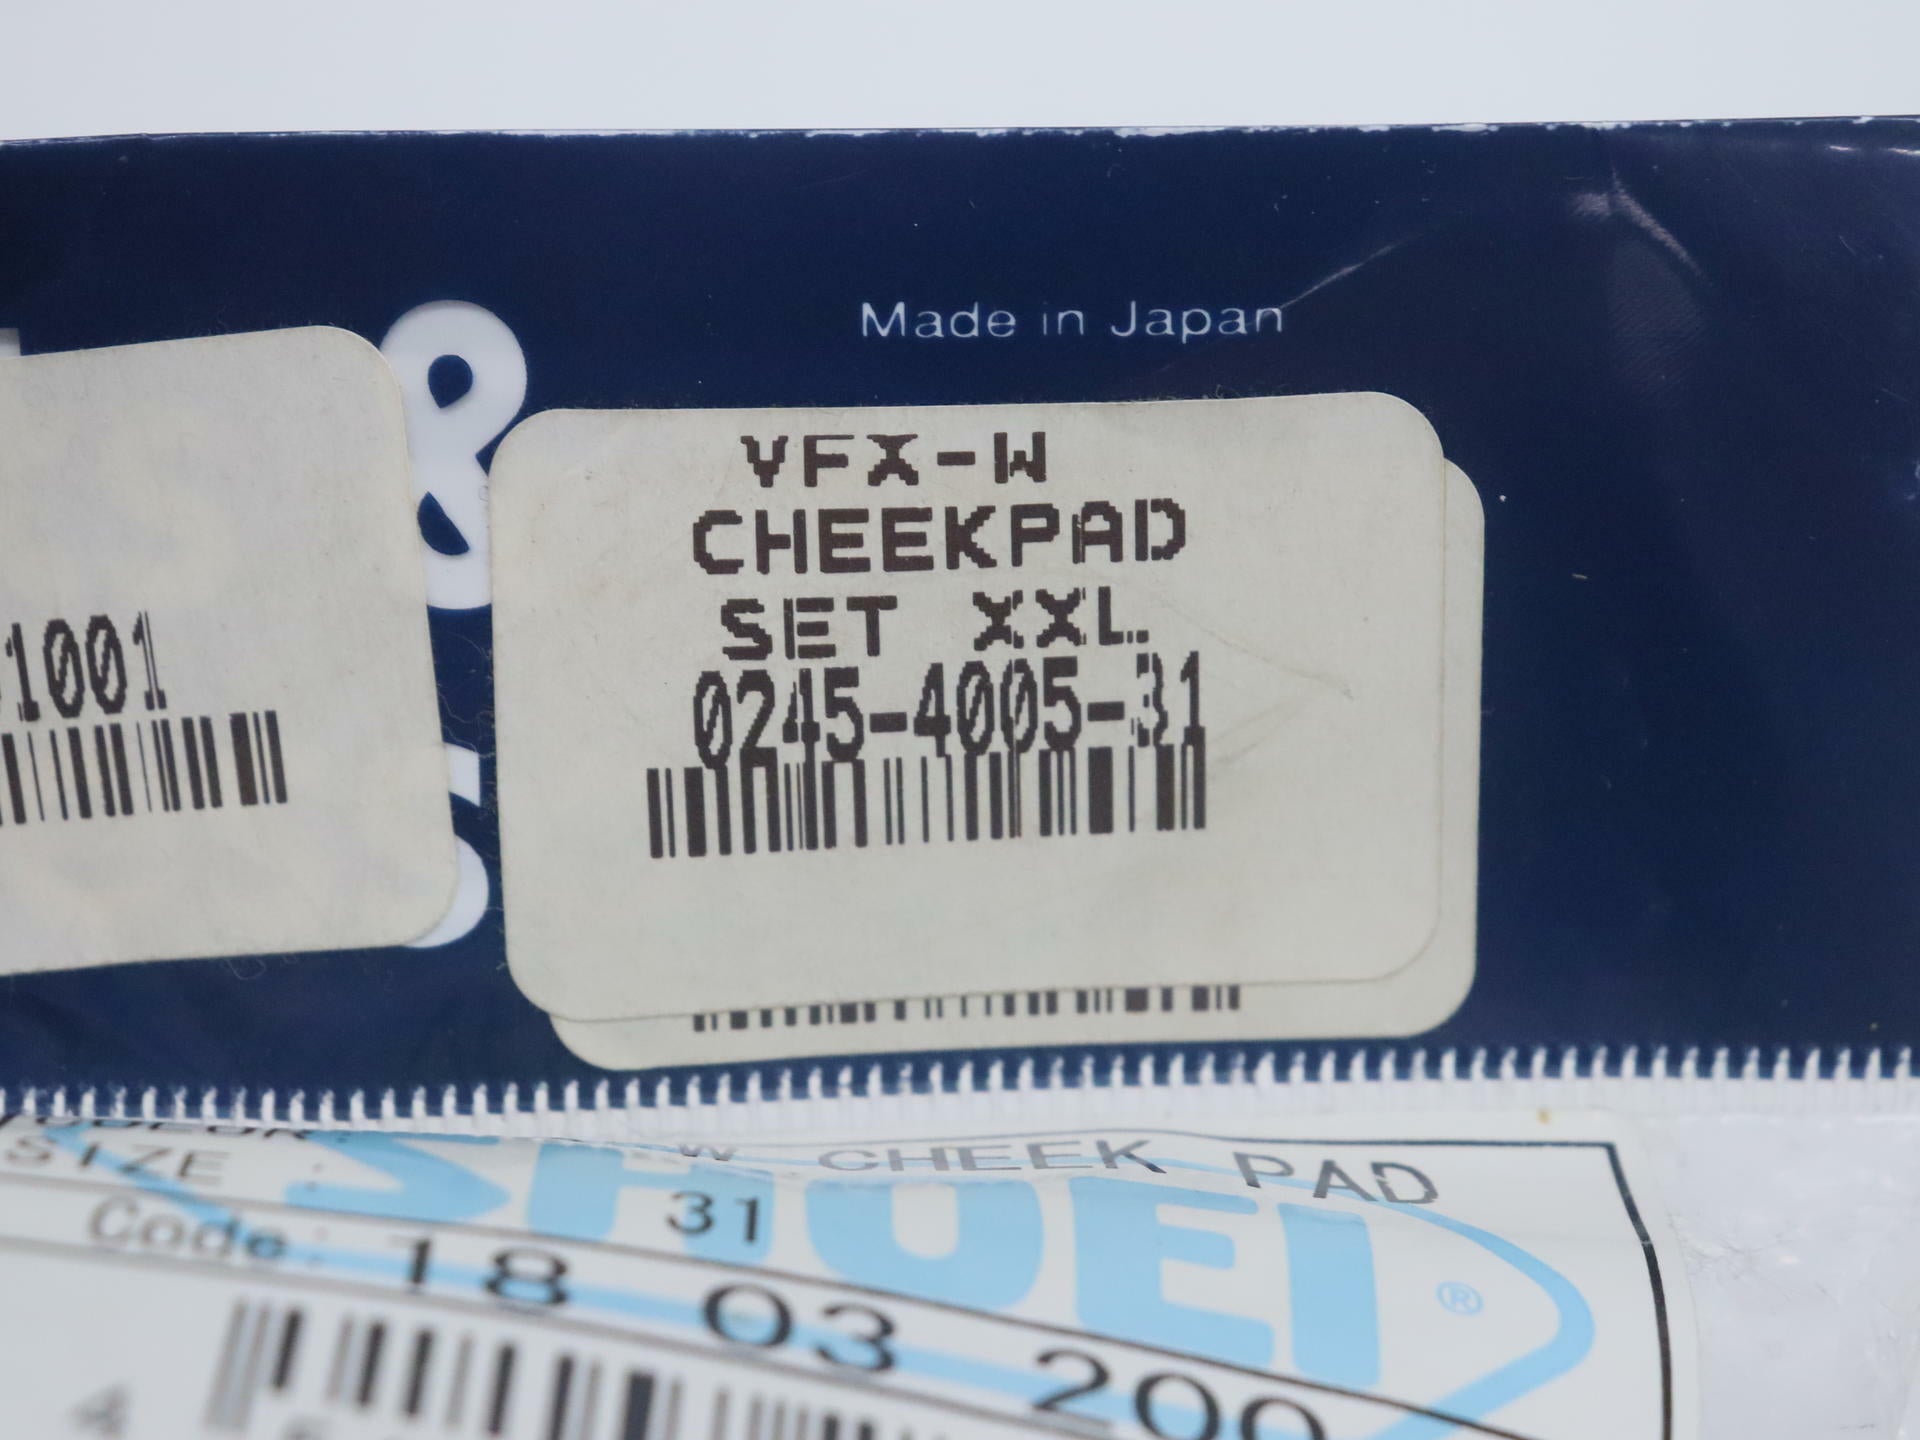 &
Made in Japan
VFX-W
CHEEKPAD
SET XXL
0245-4005-31
1001
CHEEK PAD
SIZE : 31
Code: 18 03 200
SHOEI ®